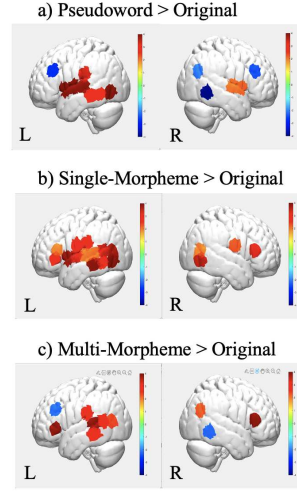 a) Pseudoword > Original
L
R
b) Single-Morpheme > Original
L
R
c) Multi-Morpheme > Original
L
R